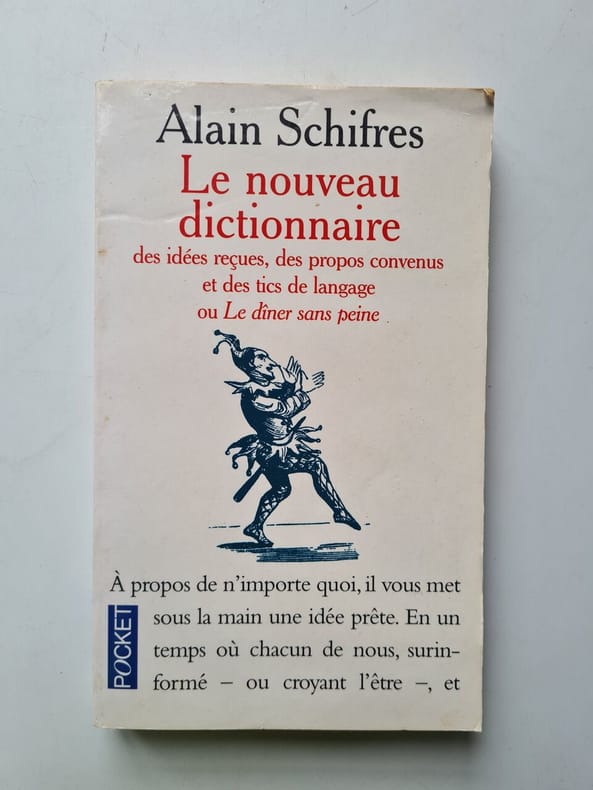 Alain Schifres
Le nouveau
dictionnaire
des idées reçues, des propos convenus
et des tics de langage
ou Le dîner sans peine
À propos de n'importe quoi, il vous met
sous la main une idée prête. En un
temps où chacun de nous, surin-
formé – ou croyant l'être –, et
POCKET